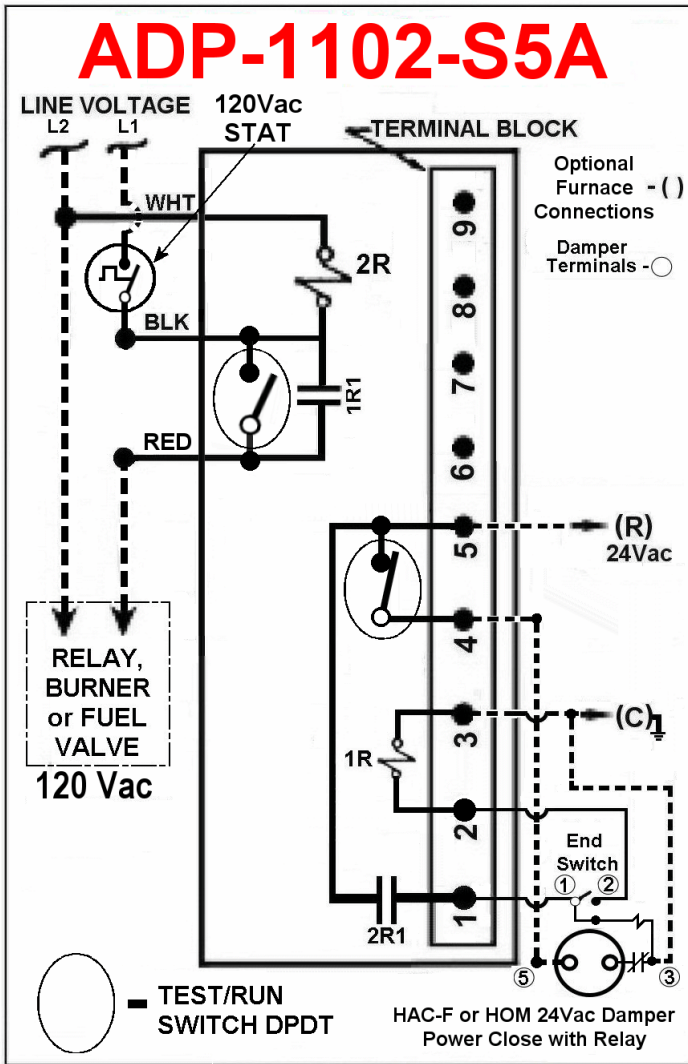 ADP-1102-S5A
LINE VOLTAGE
L2 L1
120Vac
STAT
TERMINAL BLOCK
Optional
Furnace - ( )
Connections
Damper
Terminals -
WHT
2R
BLK
1R1
RED
9
8
7
6
5
4
3
2
1
(R)
24Vac
RELAY,
BURNER
or FUEL
VALVE
120 Vac
(C)
1R
End
Switch
1 2
2R1
5 3
- TEST/RUN
SWITCH DPDT
HAC-F or HOM 24Vac Damper
Power Close with Relay